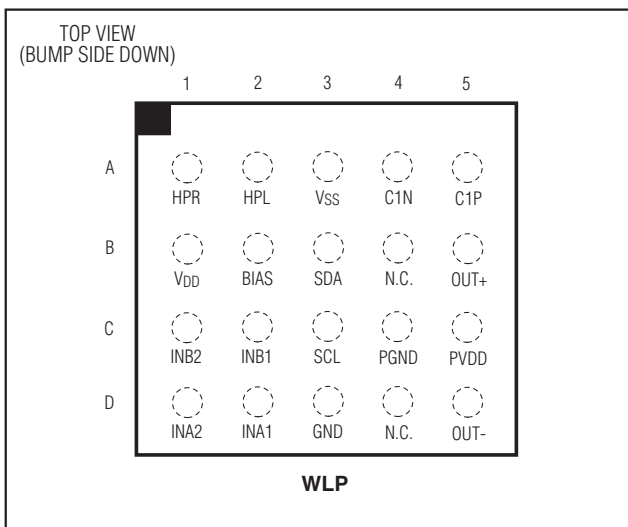 TOP VIEW
(BUMP SIDE DOWN)
1 2 3 4 5
A
HPR HPL VSS C1N C1P
B
VDD BIAS SDA N.C. OUT+
C
INB2 INB1 SCL PGND PVDD
D
INA2 INA1 GND N.C. OUT-
WLP